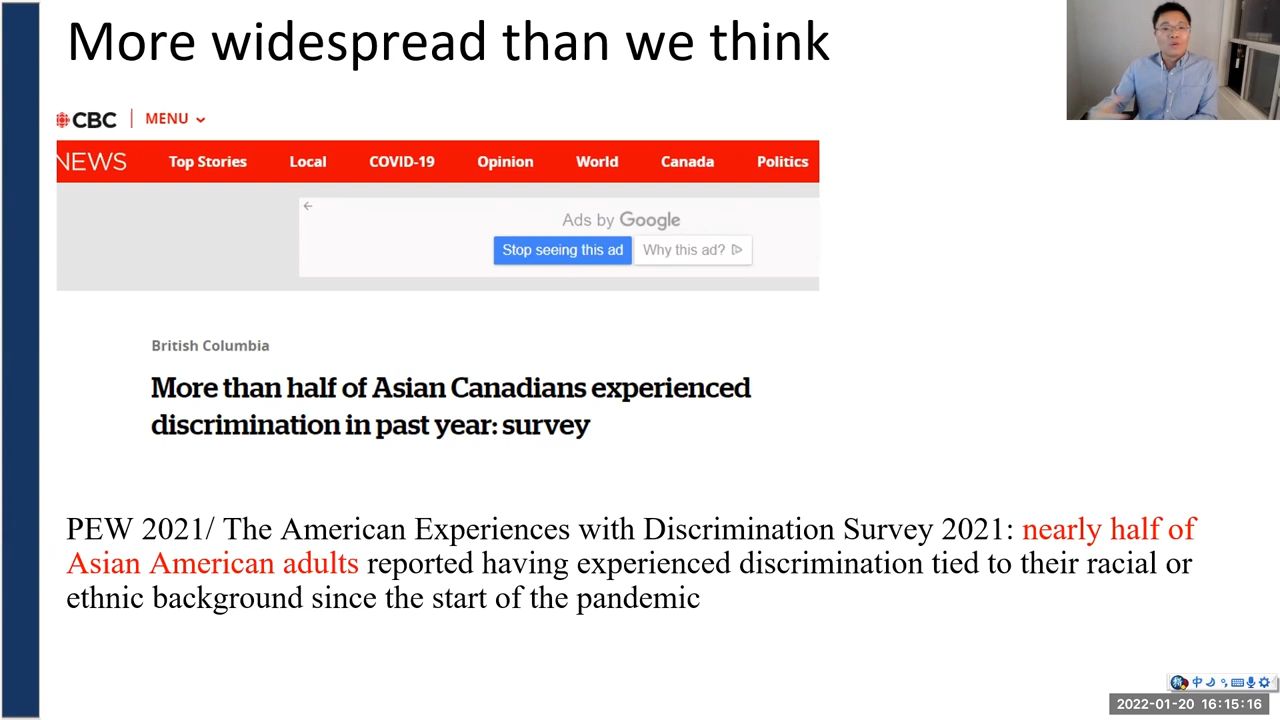 More widespread than we think
CBC MENU
NEWS Top Stories Local COVID-19 Opinion World Canada Politics
Ads by Google
Stop seeing this ad Why this ad?
British Columbia
More than half of Asian Canadians experienced
discrimination in past year: survey
PEW 2021/ The American Experiences with Discrimination Survey 2021: nearly half of
Asian American adults reported having experienced discrimination tied to their racial or
ethnic background since the start of the pandemic
中
2022-01-20 16:15:16